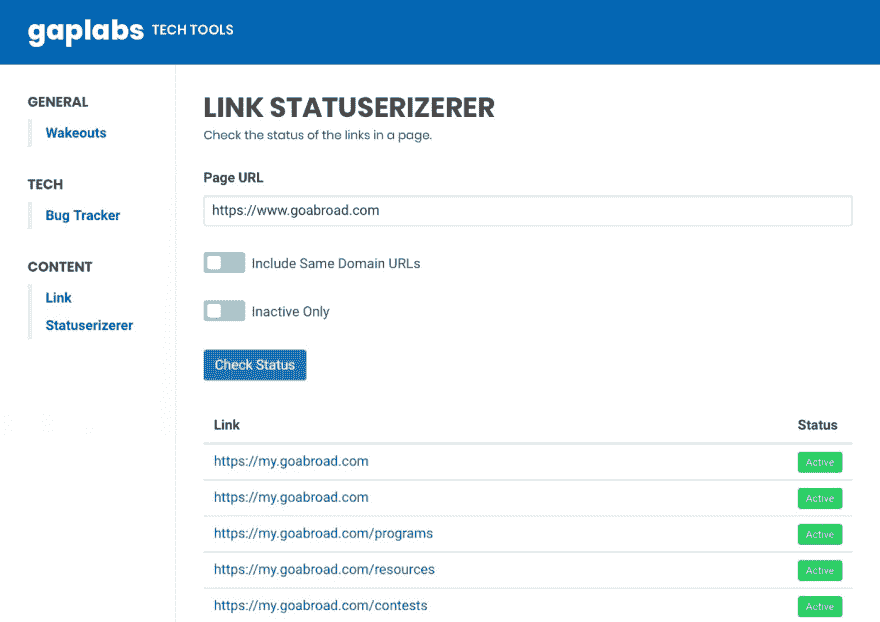 gaplabs TECH TOOLS
GENERAL
Wakeouts
TECH
Bug Tracker
CONTENT
Link
Statuserizerer
LINK STATUSERIZERER
Check the status of the links in a page.
Page URL
https://www.goabroad.com
Include Same Domain URLs
Inactive Only
Check Status
Link Status
https://my.goabroad.com Active
https://my.goabroad.com Active
https://my.goabroad.com/programs Active
https://my.goabroad.com/resources Active
https://my.goabroad.com/contests Active